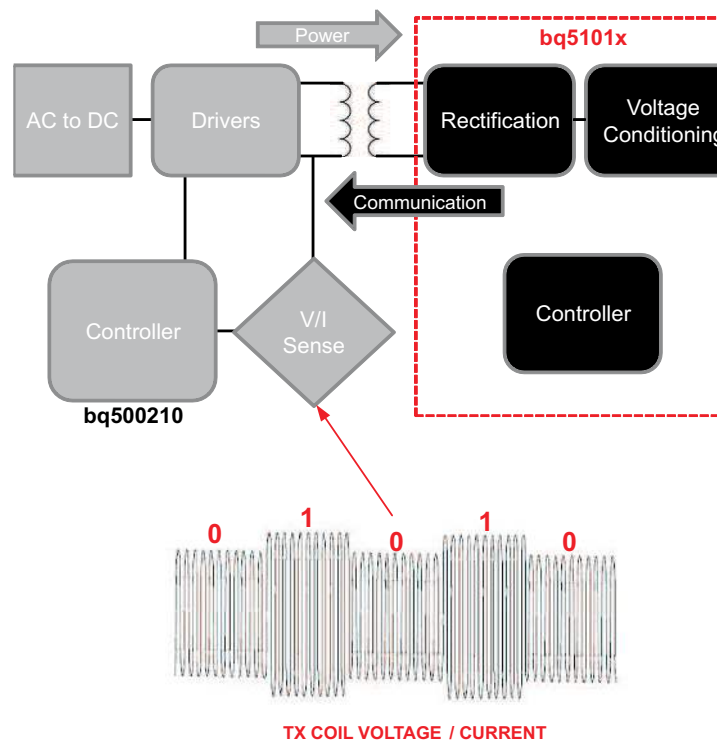 Power
bq5101x
AC to DC
Drivers
Rectification
Voltage
Conditioning
Communication
Controller
V/I
Sense
Controller
bq500210
0
1
0
1
0
TX COIL VOLTAGE / CURRENT